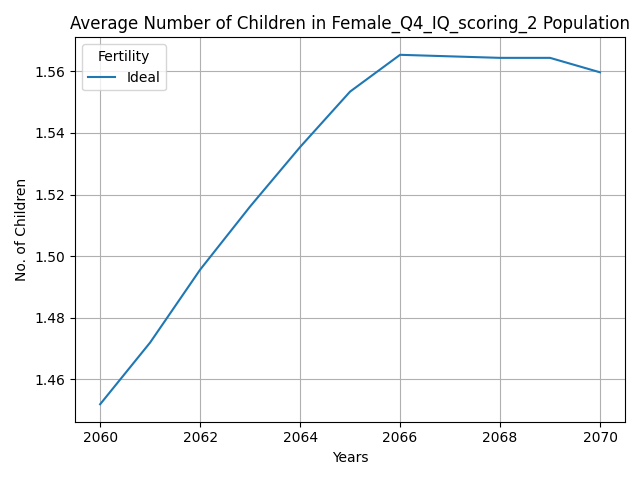 Average Number of Children in Female_Q4_IQ_scoring_2 Population
Fertility
Ideal
No. of Children
1.56
1.54
1.52
1.50
1.48
1.46
2060 2062 2064 2066 2068 2070
Years